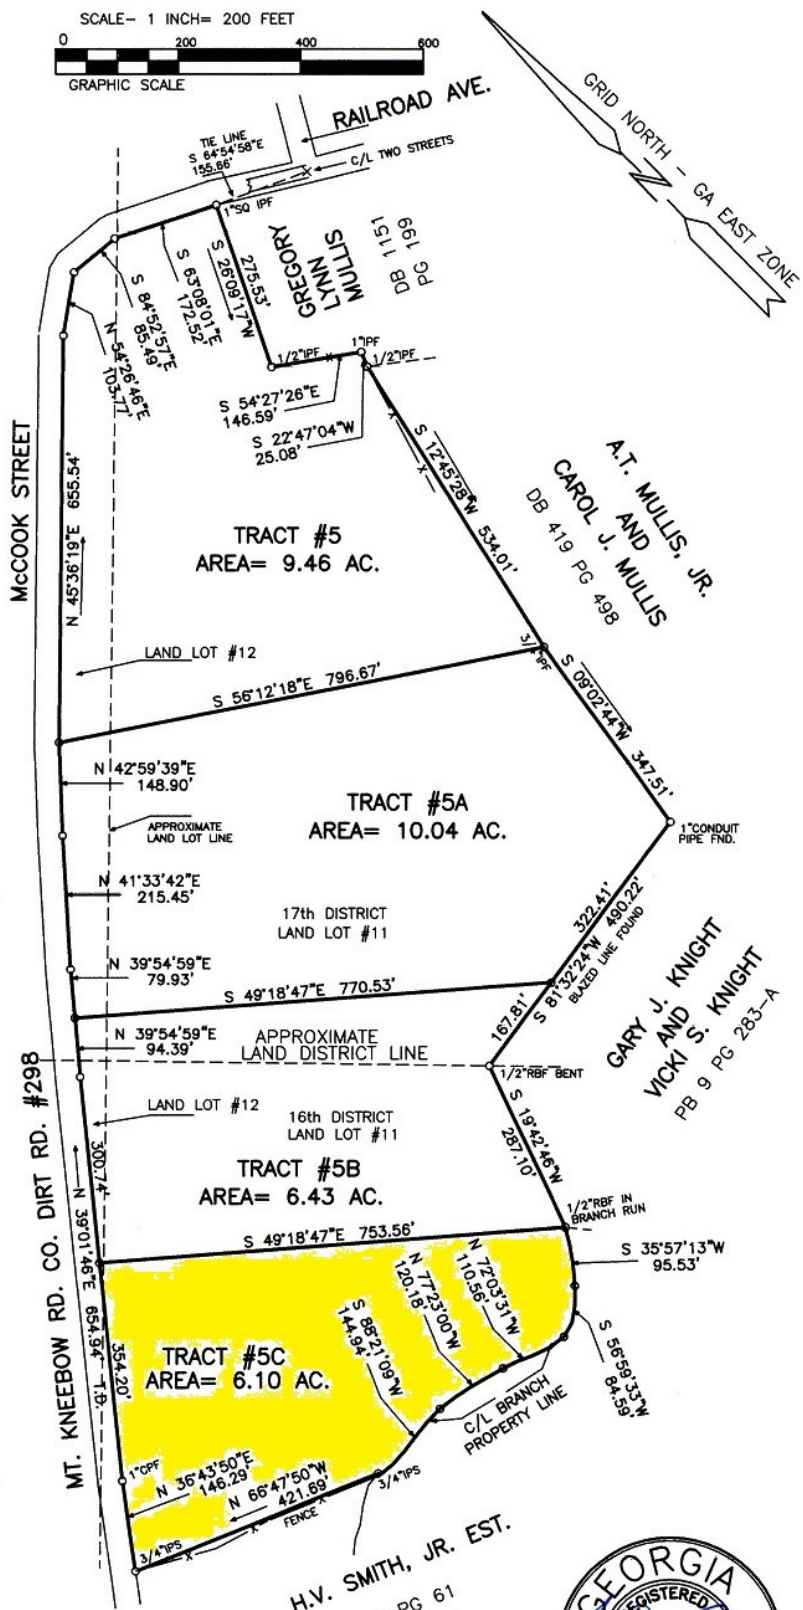 SCALE- 1 INCH= 200 FEET
0 200 400 600
GRAPHIC SCALE
RAILROAD AVE.
TIE LINE
S 64°54'58"E
155.66'
C/L TWO STREETS
GRID NORTH - GA EAST ZONE
N
1"SQ IPF
GREGORY
LYNN
MULLIS
DB 1151
PG 199
S 26°09'17"W
275.53'
S 63°08'01"E
172.52'
S 84°52'57"E
85.49'
N 54°26'46"E
103.77'
1/2"IPF
1"IPF
1/2"IPF
S 54°27'26"E
146.59'
S 22°47'04"W
25.08'
S 12°45'28"W 534.01'
A.T. MULLIS, JR.
AND
CAROL J. MULLIS
DB 419 PG 498
McCOOK STREET
N 45°36'19"E 655.54'
TRACT #5
AREA= 9.46 AC.
LAND LOT #12
3/4"IPF
S 56°12'18"E 796.67'
S 09°02'44"W 347.51'
N 42°59'39"E
148.90'
TRACT #5A
AREA= 10.04 AC.
APPROXIMATE
LAND LOT LINE
1"CONDUIT
PIPE FND.
N 41°33'42"E
215.45'
17th DISTRICT
LAND LOT #11
322.41'
S 81°32'24"W 490.22'
BLAZED LINE FOUND
N 39°54'59"E
79.93'
S 49°18'47"E 770.53'
167.81'
GARY J. KNIGHT
AND
VICKI S. KNIGHT
PB 9 PG 283-A
N 39°54'59"E
94.39'
APPROXIMATE
LAND DISTRICT LINE
1/2"RBF BENT
LAND LOT #12
16th DISTRICT
LAND LOT #11
S 19°42'46"W
287.10'
MT. KNEEBOW RD. CO. DIRT RD. #298
300.74'
N 39°01'46"E 654.94' T.D.
TRACT #5B
AREA= 6.43 AC.
1/2"RBF IN
BRANCH RUN
S 49°18'47"E 753.56'
S 35°57'13"W
95.53'
N 72°03'31"W
110.56'
N 77°23'00"W
120.18'
S 88°21'09"W
144.94'
S 56°59'33"W
84.59'
354.20'
TRACT #5C
AREA= 6.10 AC.
C/L BRANCH
PROPERTY LINE
1"CPF
N 36°43'50"E
146.29'
N 66°47'50"W
421.69'
FENCE
3/4"IPS
3/4"IPS
H.V. SMITH, JR. EST.
PG 61
GEORGIA
REGISTERED